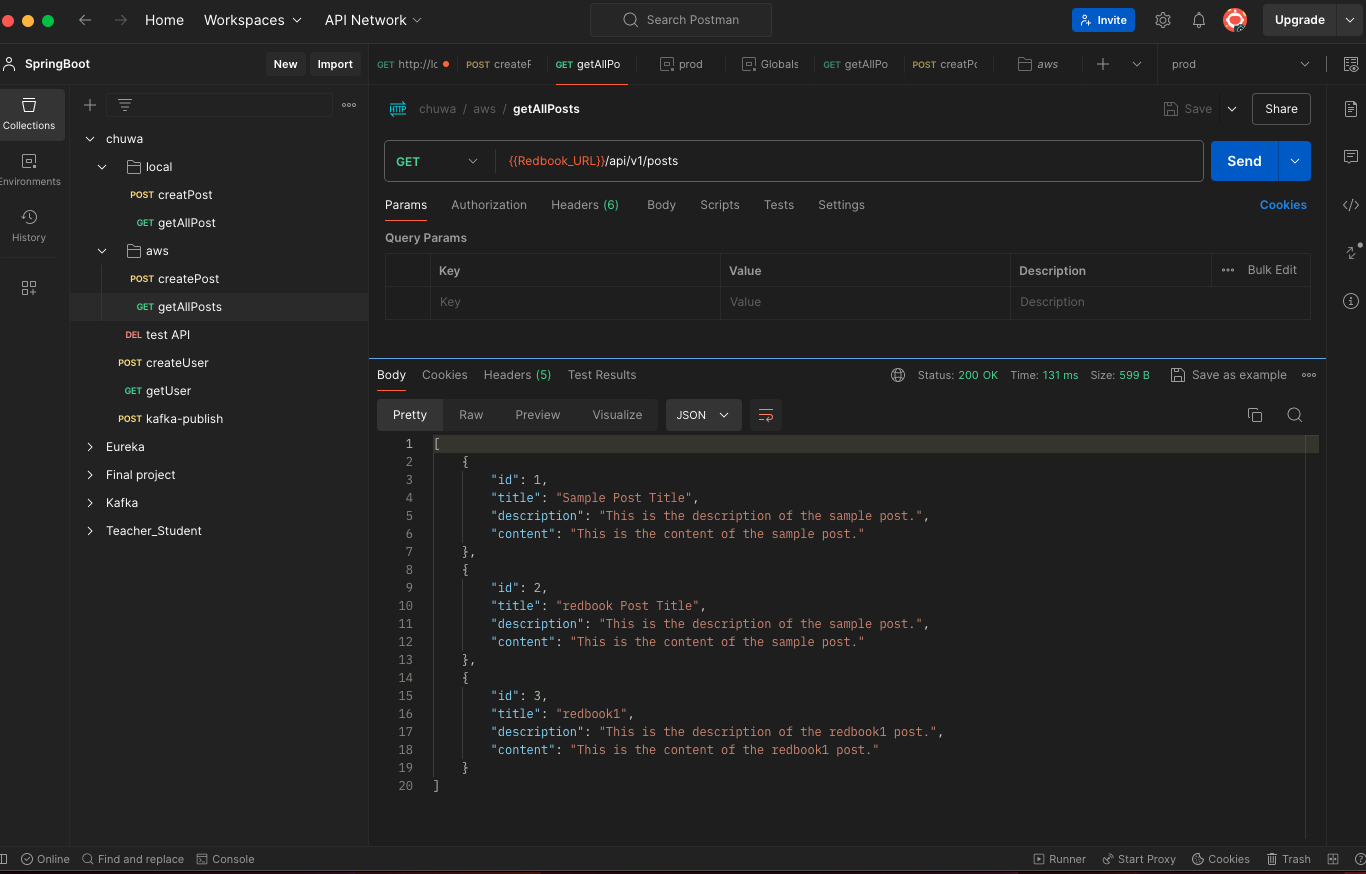 Home Workspaces API Network Search Postman Invite Upgrade
SpringBoot New Import GET http://lc POST createF GET getAllPo prod Globals GET getAllPo POST creatPc aws prod
Collections
Environments
History
chuwa
local
POST creatPost
GET getAllPost
aws
POST createPost
GET getAllPosts
DEL test API
POST createUser
GET getUser
POST kafka-publish
Eureka
Final project
Kafka
Teacher_Student
HTTP chuwa / aws / getAllPosts Save Share
GET {{Redbook_URL}}/api/v1/posts Send
Params Authorization Headers (6) Body Scripts Tests Settings Cookies
Query Params
Key Value Description Bulk Edit
Key Value Description
Body Cookies Headers (5) Test Results Status: 200 OK Time: 131 ms Size: 599 B Save as example
Pretty Raw Preview Visualize JSON
1 [
2 {
3 "id": 1,
4 "title": "Sample Post Title",
5 "description": "This is the description of the sample post.",
6 "content": "This is the content of the sample post."
7 },
8 {
9 "id": 2,
10 "title": "redbook Post Title",
11 "description": "This is the description of the sample post.",
12 "content": "This is the content of the sample post."
13 },
14 {
15 "id": 3,
16 "title": "redbook1",
17 "description": "This is the description of the redbook1 post.",
18 "content": "This is the content of the redbook1 post."
19 }
20 ]
Online Find and replace Console Runner Start Proxy Cookies Trash